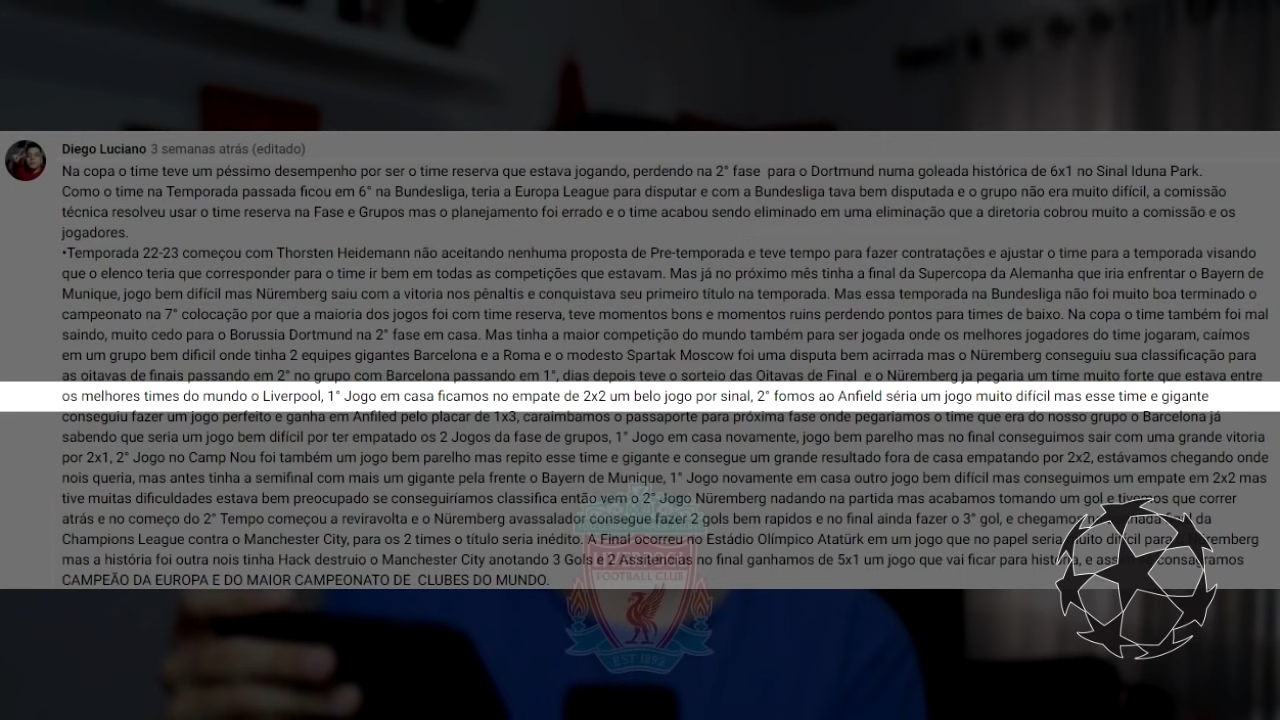 Diego Luciano 3 semanas atrás (editado)
Na copa o time teve um péssimo desempenho por ser o time reserva que estava jogando, perdendo na 2° fase para o Dortmund numa goleada histórica de 6x1 no Sinal Iduna Park.
Como o time na Temporada passada ficou em 6° na Bundesliga, teria a Europa League para disputar e com a Bundesliga tava bem disputada e o grupo não era muito difícil, a comissão
técnica resolveu usar o time reserva na Fase e Grupos mas o planejamento foi errado e o time acabou sendo eliminado em uma eliminação que a diretoria cobrou muito a comissão e os
jogadores.
•Temporada 22-23 começou com Thorsten Heidemann não aceitando nenhuma proposta de Pre-temporada e teve tempo para fazer contratações e ajustar o time para a temporada visando
que o elenco teria que corresponder para o time ir bem em todas as competições que estavam. Mas já no próximo mês tinha a final da Supercopa da Alemanha que iria enfrentar o Bayern de
Munique, jogo bem difícil mas Nüremberg saiu com a vitoria nos pênaltis e conquistava seu primeiro título na temporada. Mas essa temporada na Bundesliga não foi muito boa terminado o
campeonato na 7° colocação por que a maioria dos jogos foi com time reserva, teve momentos bons e momentos ruins perdendo pontos para times de baixo. Na copa o time também foi mal
saindo, muito cedo para o Borussia Dortmund na 2° fase em casa. Mas tinha a maior competição do mundo também para ser jogada onde os melhores jogadores do time jogaram, caímos
em um grupo bem dificil onde tinha 2 equipes gigantes Barcelona e a Roma e o modesto Spartak Moscow foi uma disputa bem acirrada mas o Nüremberg conseguiu sua classificação para
as oitavas de finais passando em 2° no grupo com Barcelona passando em 1°, dias depois teve o sorteio das Oitavas de Final e o Nüremberg ja pegaria um time muito forte que estava entre
os melhores times do mundo o Liverpool, 1° Jogo em casa ficamos no empate de 2x2 um belo jogo por sinal, 2° fomos ao Anfield séria um jogo muito difícil mas esse time e gigante
conseguiu fazer um jogo perfeito e ganha em Anfiled pelo placar de 1x3, caraimbamos o passaporte para próxima fase onde pegariamos o time que era do nosso grupo o Barcelona já
sabendo que seria um jogo bem difícil por ter empatado os 2 Jogos da fase de grupos, 1° Jogo em casa novamente, jogo bem parelho mas no final conseguimos sair com uma grande vitoria
por 2x1, 2° Jogo no Camp Nou foi também um jogo bem parelho mas repito esse time e gigante e consegue um grande resultado fora de casa empatando por 2x2, estávamos chegando onde
nois queria, mas antes tinha a semifinal com mais um gigante pela frente o Bayern de Munique, 1° Jogo novamente em casa outro jogo bem difícil mas conseguimos um empate em 2x2 mas
tive muitas dificuldades estava bem preocupado se conseguiríamos classifica então vem o 2° Jogo Nüremberg nadando na partida mas acabamos tomando um gol e tivemos que correr
atrás e no começo do 2° Tempo começou a reviravolta e o Nüremberg avassalador consegue fazer 2 gols bem rapidos e no final ainda fazer o 3° gol, e chegamos final da
Champions League contra o Manchester City, para os 2 times o título seria inédito. A Final ocorreu no Estádio Olímpico Atatürk em um jogo que no papel seria muito difícil para o Nüremberg
mas a história foi outra nois tinha Hack destruio o Manchester City anotando 3 Gols e 2 Assitencias no final ganhamos de 5x1 um jogo que vai ficar para história, e assim se consagramos
CAMPEÃO DA EUROPA E DO MAIOR CAMPEONATO DE CLUBES DO MUNDO.
FOOTBALL CLUB
EST 1892